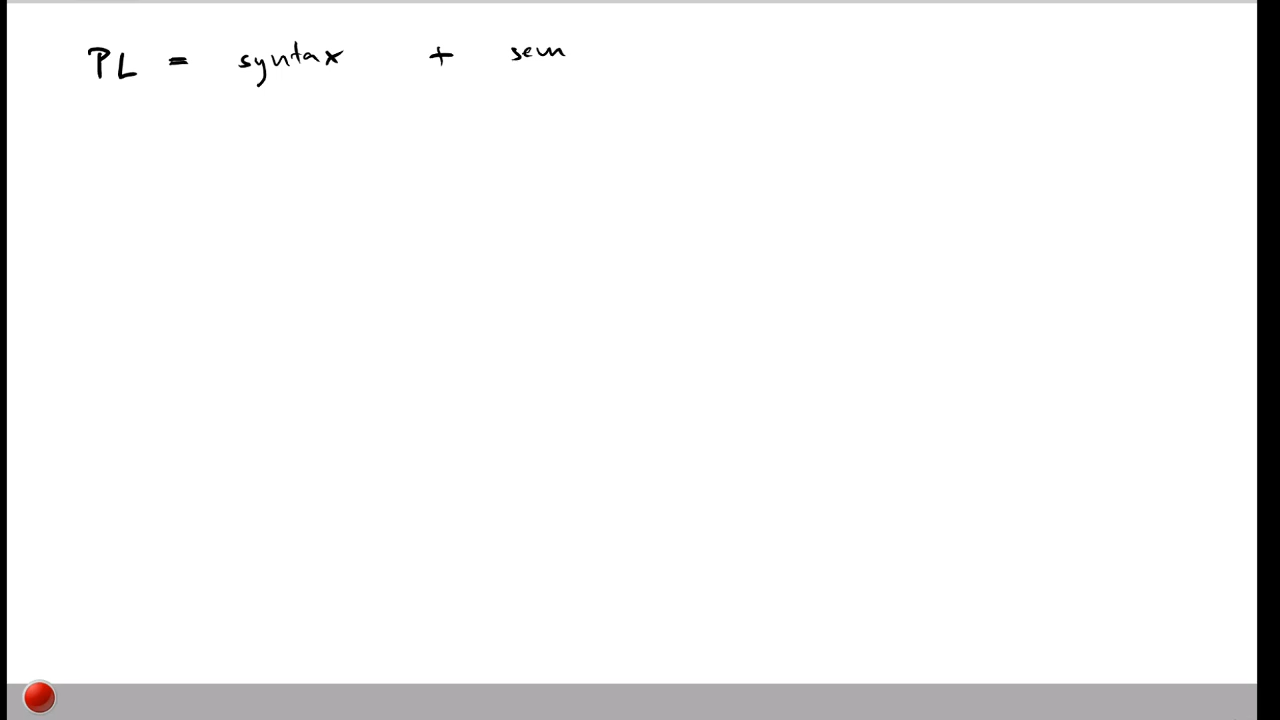 PL = syntax + sem